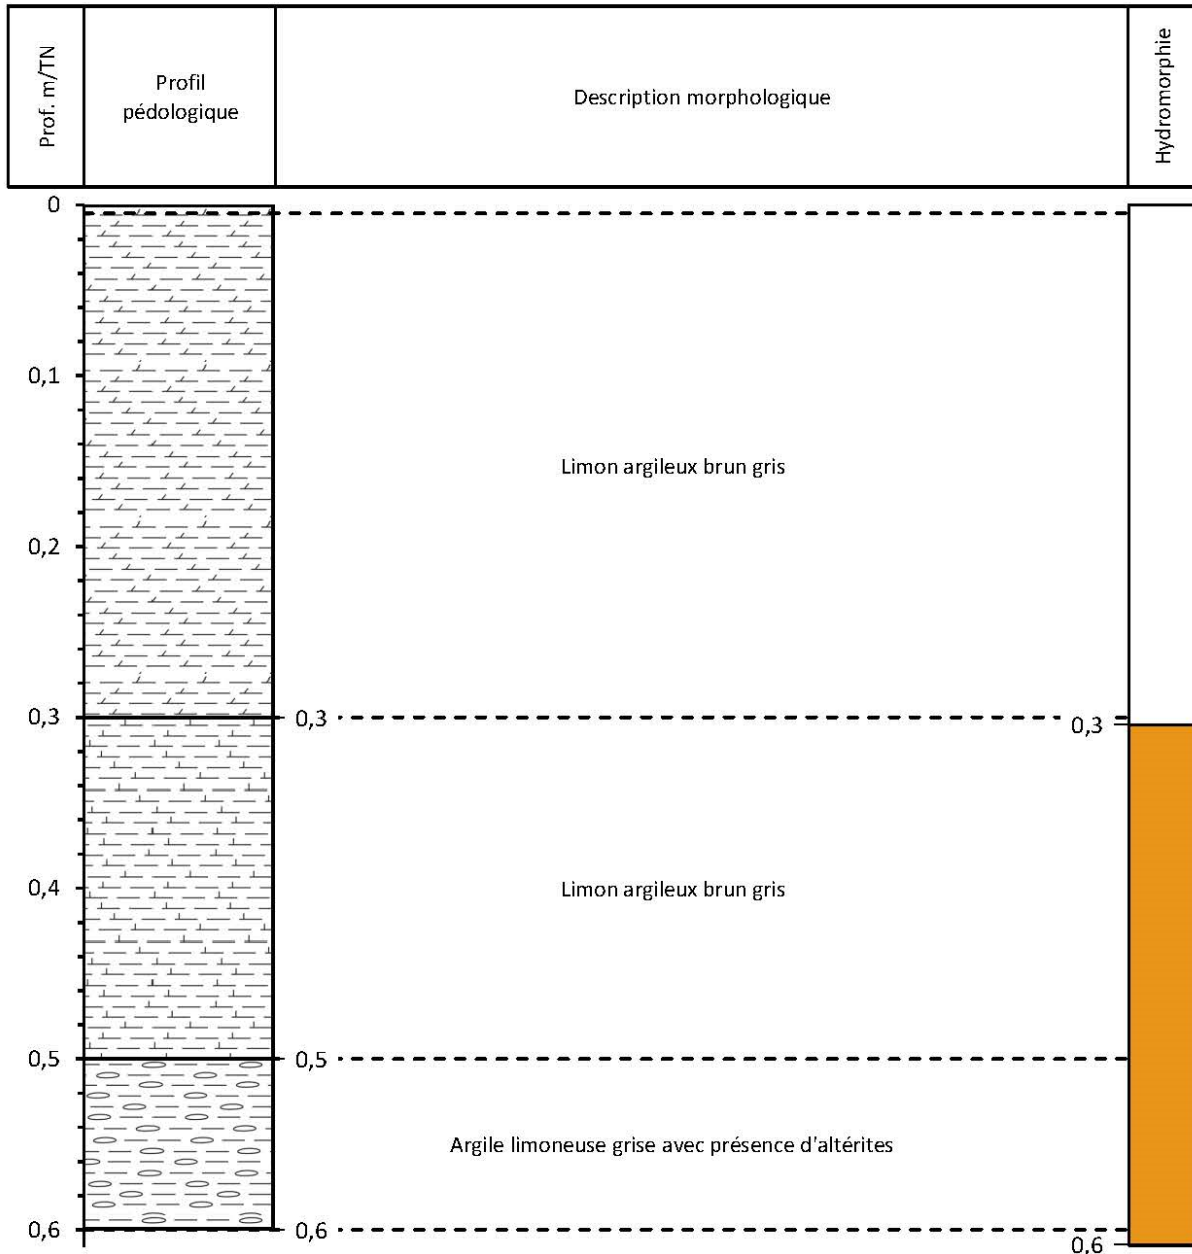 Prof. m/TN
Profil
pédologique
Description morphologique
Hydromorphie
0
0,1
Limon argileux brun gris
0,2
0,3
0,3
0,3
0,4
Limon argileux brun gris
0,5
0,5
Argile limoneuse grise avec présence d'altérites
0,6
0,6
0,6